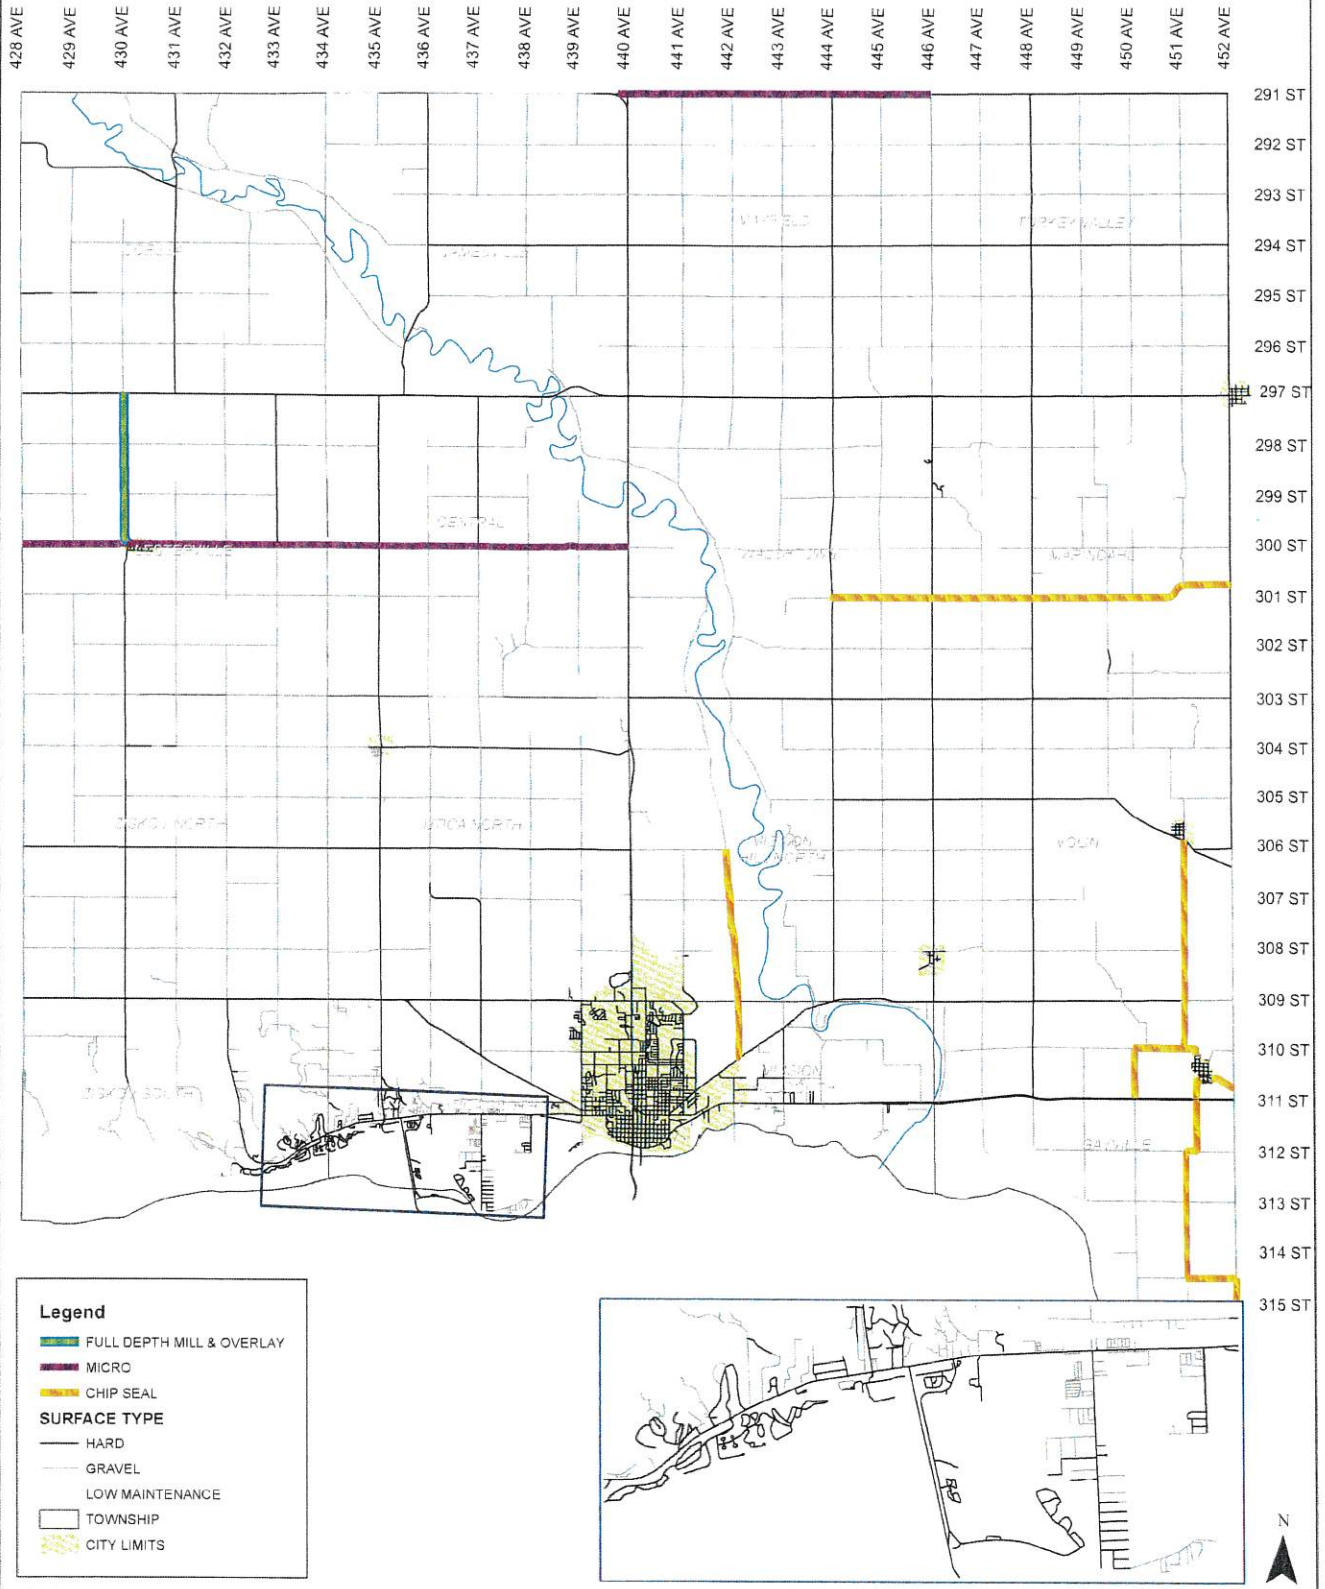 428 AVE
429 AVE
430 AVE
431 AVE
432 AVE
433 AVE
434 AVE
435 AVE
436 AVE
437 AVE
438 AVE
439 AVE
440 AVE
441 AVE
442 AVE
443 AVE
444 AVE
445 AVE
446 AVE
447 AVE
448 AVE
449 AVE
450 AVE
451 AVE
452 AVE
291 ST
292 ST
293 ST
TURKEY VALLEY
294 ST
295 ST
296 ST
297 ST
298 ST
299 ST
CENTRAL
300 ST
301 ST
302 ST
303 ST
304 ST
305 ST
UTICA NORTH
306 ST
VOLIN
307 ST
308 ST
309 ST
310 ST
311 ST
GAYVILLE
312 ST
313 ST
314 ST
315 ST
Legend
FULL DEPTH MILL & OVERLAY
MICRO
CHIP SEAL
SURFACE TYPE
HARD
GRAVEL
LOW MAINTENANCE
TOWNSHIP
CITY LIMITS
N